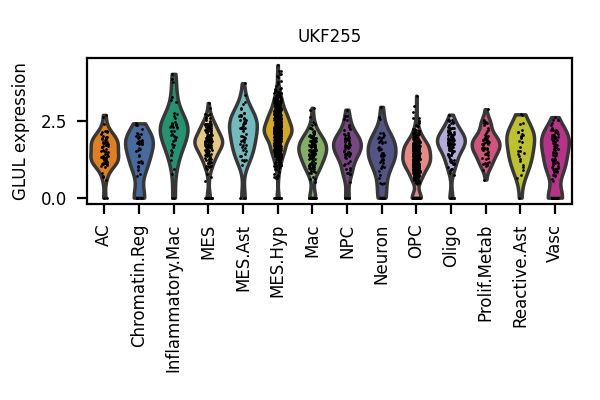 UKF255
GLUL expression
2.5
0.0
AC
Chromatin.Reg
Inflammatory.Mac
MES
MES.Ast
MES.Hyp
Mac
NPC
Neuron
OPC
Oligo
Prolif.Metab
Reactive.Ast
Vasc